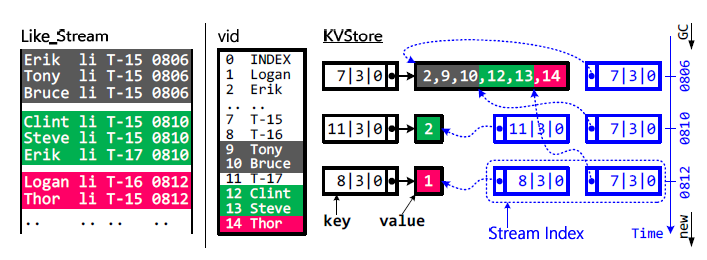 Like_Stream
Erik li T-15 0806
Tony li T-15 0806
Bruce li T-15 0806
Clint li T-15 0810
Steve li T-15 0810
Erik li T-17 0810
Logan li T-16 0812
Thor li T-15 0812
.. .. .. ..
vid
0 INDEX
1 Logan
2 Erik
.. ..
7 T-15
8 T-16
9 Tony
10 Bruce
11 T-17
12 Clint
13 Steve
14 Thor
KVStore
7|3|0
2,9,10,12,13,14
7|3|0
11|3|0
2
11|3|0
7|3|0
8|3|0
1
8|3|0
7|3|0
key
value
Stream Index
Time
GC
0806
0810
0812
new